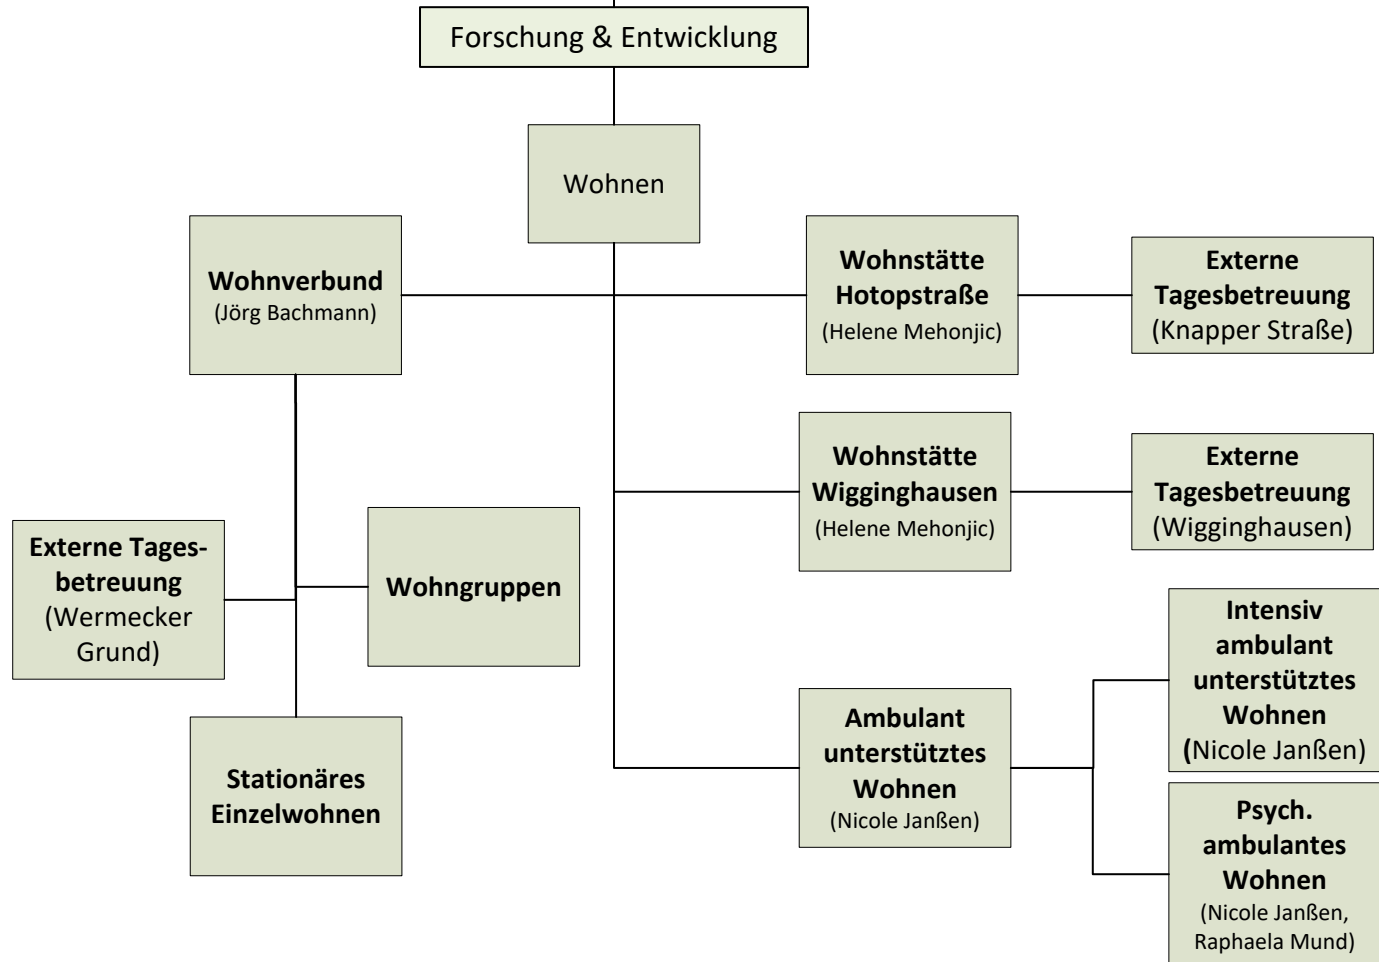 Forschung & Entwicklung
Wohnen
Wohnverbund
(Jörg Bachmann)
Wohnstätte
Hotopstraße
(Helene Mehonjic)
Externe
Tagesbetreuung
(Knapper Straße)
Wohnstätte
Wigginghausen
(Helene Mehonjic)
Externe
Tagesbetreuung
(Wigginghausen)
Externe Tages-
betreuung
(Wermecker
Grund)
Wohngruppen
Stationäres
Einzelwohnen
Ambulant
unterstütztes
Wohnen
(Nicole Janßen)
Intensiv
ambulant
unterstütztes
Wohnen
(Nicole Janßen)
Psych.
ambulantes
Wohnen
(Nicole Janßen,
Raphaela Mund)